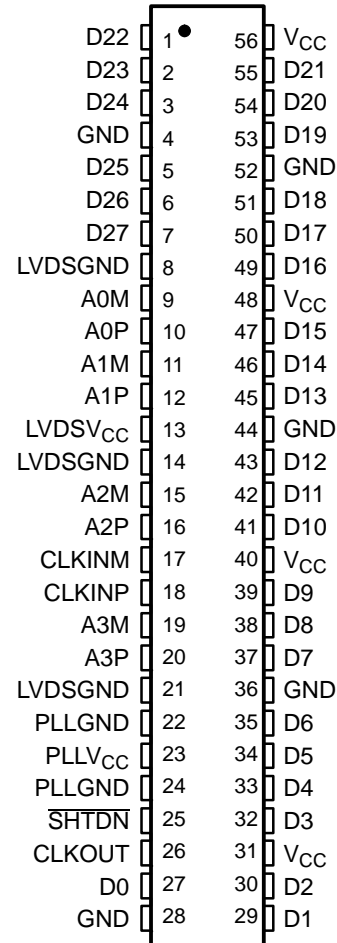 D22 1 56 VCC
D23 2 55 D21
D24 3 54 D20
GND 4 53 D19
D25 5 52 GND
D26 6 51 D18
D27 7 50 D17
LVDSGND 8 49 D16
A0M 9 48 VCC
A0P 10 47 D15
A1M 11 46 D14
A1P 12 45 D13
LVDSVCC 13 44 GND
LVDSGND 14 43 D12
A2M 15 42 D11
A2P 16 41 D10
CLKINM 17 40 VCC
CLKINP 18 39 D9
A3M 19 38 D8
A3P 20 37 D7
LVDSGND 21 36 GND
PLLGND 22 35 D6
PLLVCC 23 34 D5
PLLGND 24 33 D4
SHTDN 25 32 D3
CLKOUT 26 31 VCC
D0 27 30 D2
GND 28 29 D1